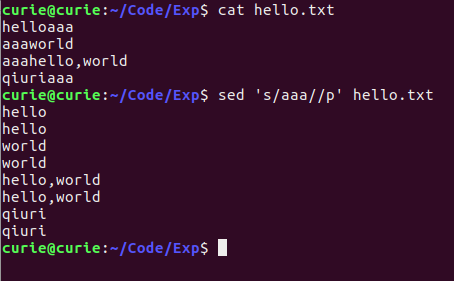 curie@curie:~/Code/Exp$ cat hello.txt
helloaaa
aaaworld
aaahello,world
qiuriaaa
curie@curie:~/Code/Exp$ sed 's/aaa//p' hello.txt
hello
hello
world
world
hello,world
hello,world
qiuri
qiuri
curie@curie:~/Code/Exp$